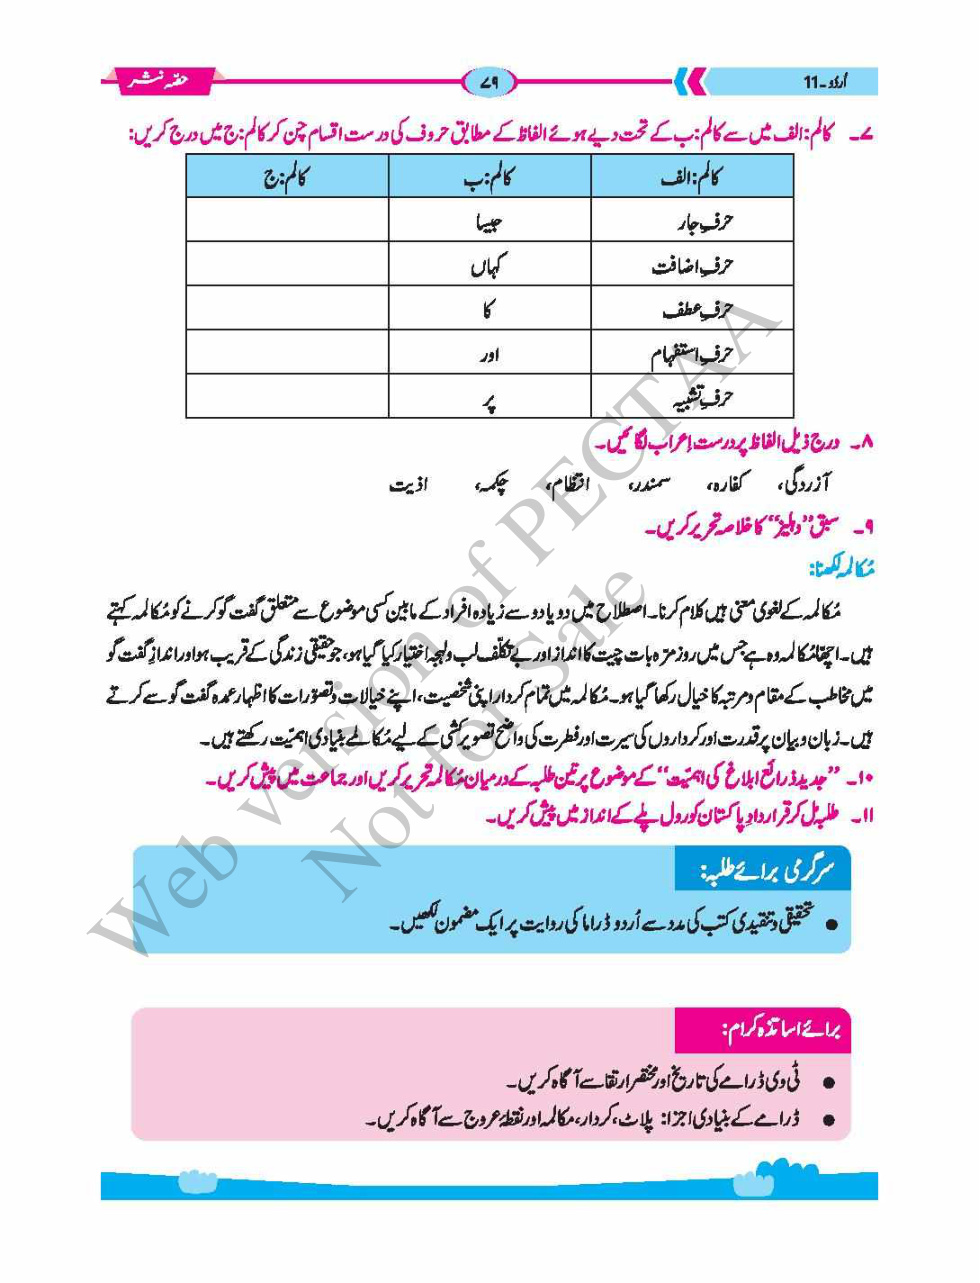 اُردُو۔11
۷۹
حصّہ نثر
۷۔ کالم:الف میں سے کالم:ب کے تحت دیے ہوئے الفاظ کے مطابق حروف کی درست اقسام چُن کر کالم:ج میں درج کریں:
کالم:الف کالم:ب کالم:ج
حرفِ جار جیسا
حرفِ اضافت کہاں
حرفِ عطف کا
حرفِ استفہام اور
حرفِ تشبیہ پر
۸۔ درج ذیل الفاظ پر درست اِعراب لگائیں۔
آزردگی، کفارہ، سمندر، انتظام، چکمہ، اذیت
۹۔ سبق ’’دہلیز‘‘ کا خلاصہ تحریر کریں۔
مُکالمہ لکھنا:
مُکالمہ کے لغوی معنی ہیں کلام کرنا۔ اصطلاح میں دو یا دو سے زیادہ افراد کے مابین کسی موضوع سے متعلق گفت گو کرنے کو مُکالمہ کہتے
ہیں۔ اچھّا مُکالمہ وہ ہے جس میں روزمرّہ بات چیت کا انداز اور بے تکلّف لب ولہجہ اختیار کیا گیا ہو، جو حقیقی زندگی کے قریب ہو اور اندازِ گفت گو
میں مخاطب کے مقام و مرتبہ کا خیال رکھا گیا ہو۔ مُکالمہ میں تمام کردار اپنی شخصیت، اپنے خیالات و تصوّرات کا اظہار عمدہ گفت گو سے کرتے
ہیں۔ زبان و بیان پر قدرت اور کرداروں کی سیرت اور فطرت کی واضح تصویر کشی کے لیے مُکالمے بنیادی اہمیّت رکھتے ہیں۔
۱۰۔ ’’جدید ذرائع ابلاغ کی اہمیّت‘‘ کے موضوع پر تین طلبہ کے درمیان مُکالمہ تحریر کریں اور جماعت میں پیش کریں۔
۱۱۔ طلبہ مل کر قراردادِ پاکستان کو رول پلے کے انداز میں پیش کریں۔
سرگرمی برائے طلبہ:
● تحقیقی و تنقیدی کتب کی مدد سے اُردو ڈراما کی روایت پر ایک مضمون لکھیں۔
برائے اساتذہ کرام:
● ٹی وی ڈرامے کی تاریخ اور مختصر ارتقا سے آگاہ کریں۔
● ڈرامے کے بنیادی اجزا: پلاٹ، کردار، مکالمہ اور نقطۂ عروج سے آگاہ کریں۔
Web version of PECTAA
Not for Sale